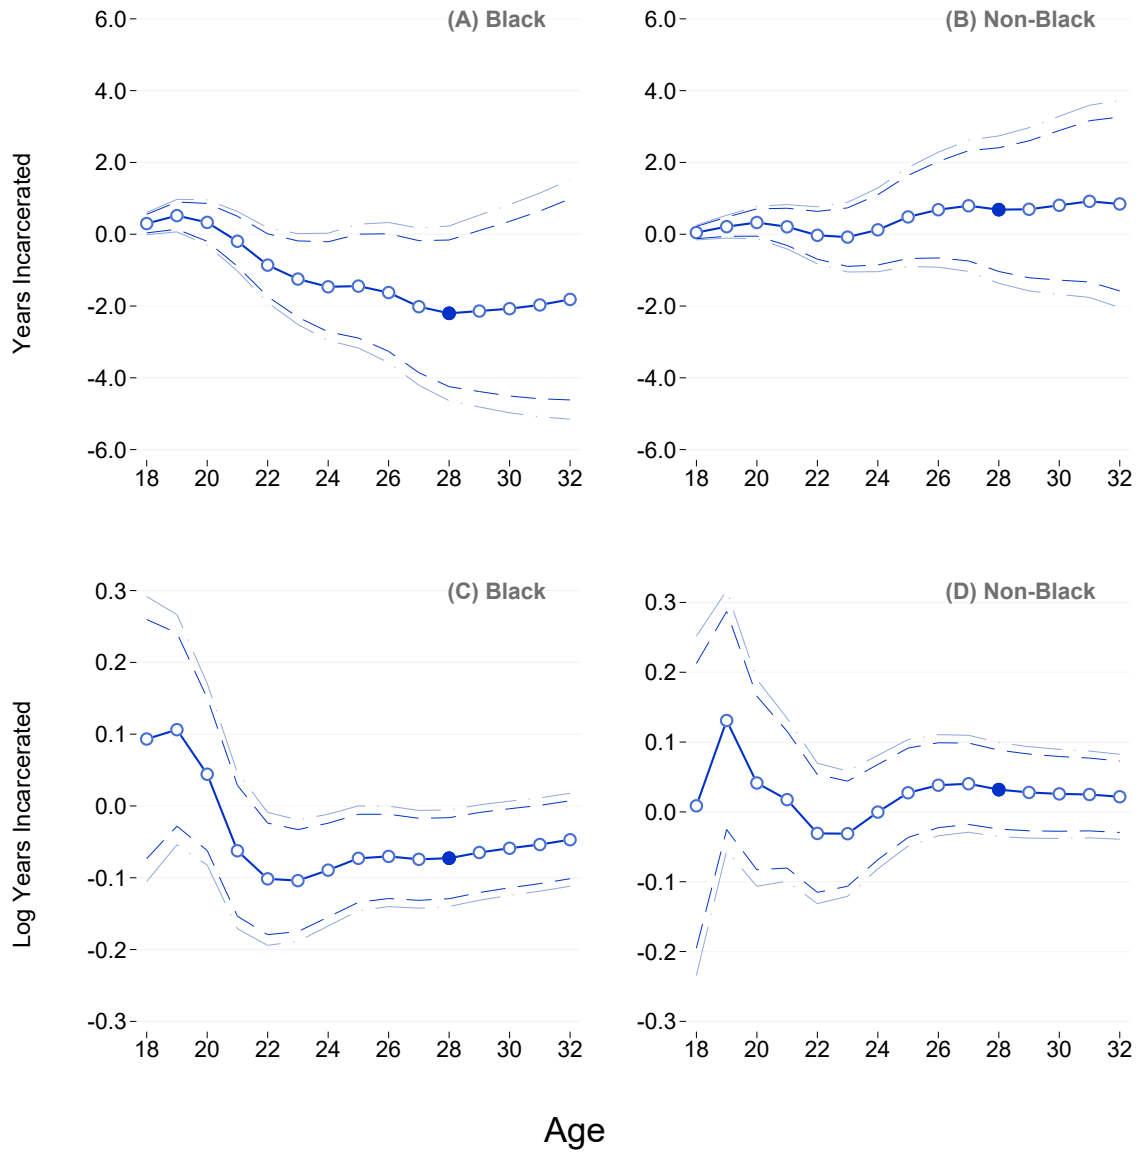 (A) Black
(B) Non-Black
Years Incarcerated
6.0
4.0
2.0
0.0
-2.0
-4.0
-6.0
18 20 22 24 26 28 30 32
6.0
4.0
2.0
0.0
-2.0
-4.0
-6.0
18 20 22 24 26 28 30 32
(C) Black
(D) Non-Black
Log Years Incarcerated
0.3
0.2
0.1
0.0
-0.1
-0.2
-0.3
18 20 22 24 26 28 30 32
0.3
0.2
0.1
0.0
-0.1
-0.2
-0.3
18 20 22 24 26 28 30 32
Age